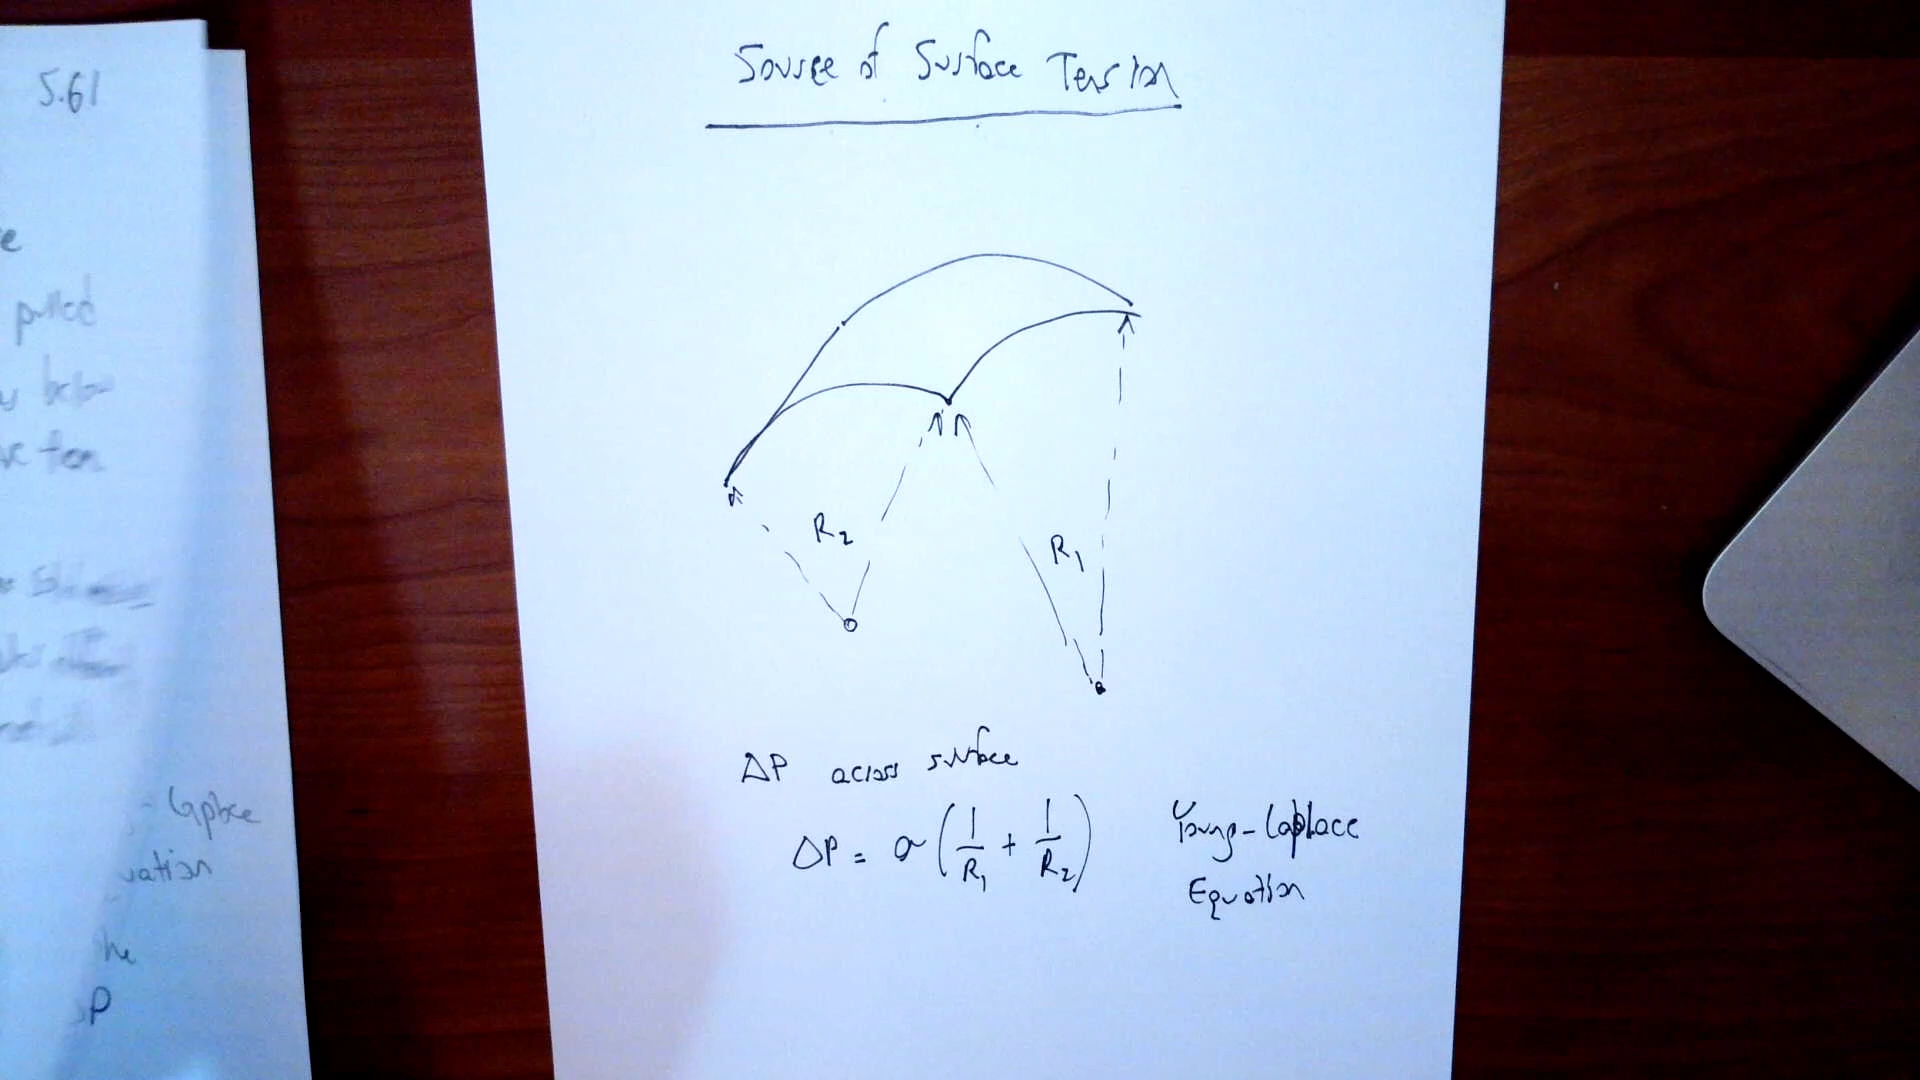 5.61
e
pulled
Source of Surface Tension
R2
R1
ΔP across surface
ΔP = σ (1/R1 + 1/R2)
Young-Laplace
Equation
uation
he
P